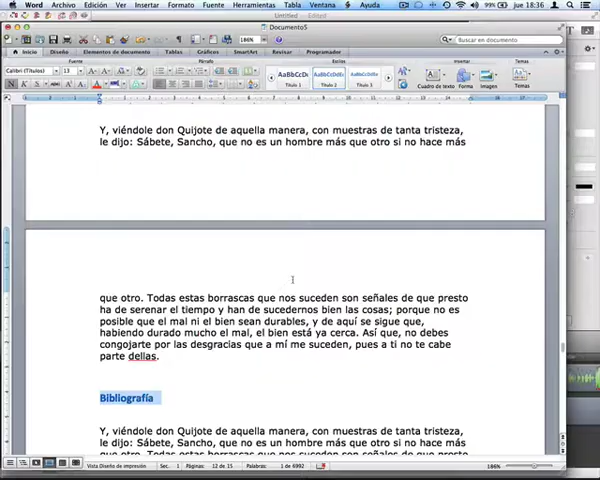 Word Archivo Edición Ver Insertar Formato Fuente Herramientas Tabla Ventana Ayuda 99% jue 18:36 Q
Untitled — Edited
Documento5
186%
Buscar en documento
Inicio Diseño Elementos de documento Tablas Gráficos SmartArt Revisar Programador
Fuente Párrafo Estilos Insertar Temas
Calibri (Títulos) 13
AaBbCcDc AaBbCcDdEe AaBbCcDdEe
Título 1 Título 2 Título 3
Cuadro de texto Forma Imagen Temas
Y, viéndole don Quijote de aquella manera, con muestras de tanta tristeza,
le dijo: Sábete, Sancho, que no es un hombre más que otro si no hace más
que otro. Todas estas borrascas que nos suceden son señales de que presto
ha de serenar el tiempo y han de sucedernos bien las cosas; porque no es
posible que el mal ni el bien sean durables, y de aquí se sigue que,
habiendo durado mucho el mal, el bien está ya cerca. Así que, no debes
congojarte por las desgracias que a mí me suceden, pues a ti no te cabe
parte dellas.
Bibliografía
Y, viéndole don Quijote de aquella manera, con muestras de tanta tristeza,
le dijo: Sábete, Sancho, que no es un hombre más que otro si no hace más
que otro. Todas estas borrascas que nos suceden son señales de que presto
Vista Diseño de impresión Sec. 1 Páginas: 12 de 15 Palabras: 1 de 6992 186%